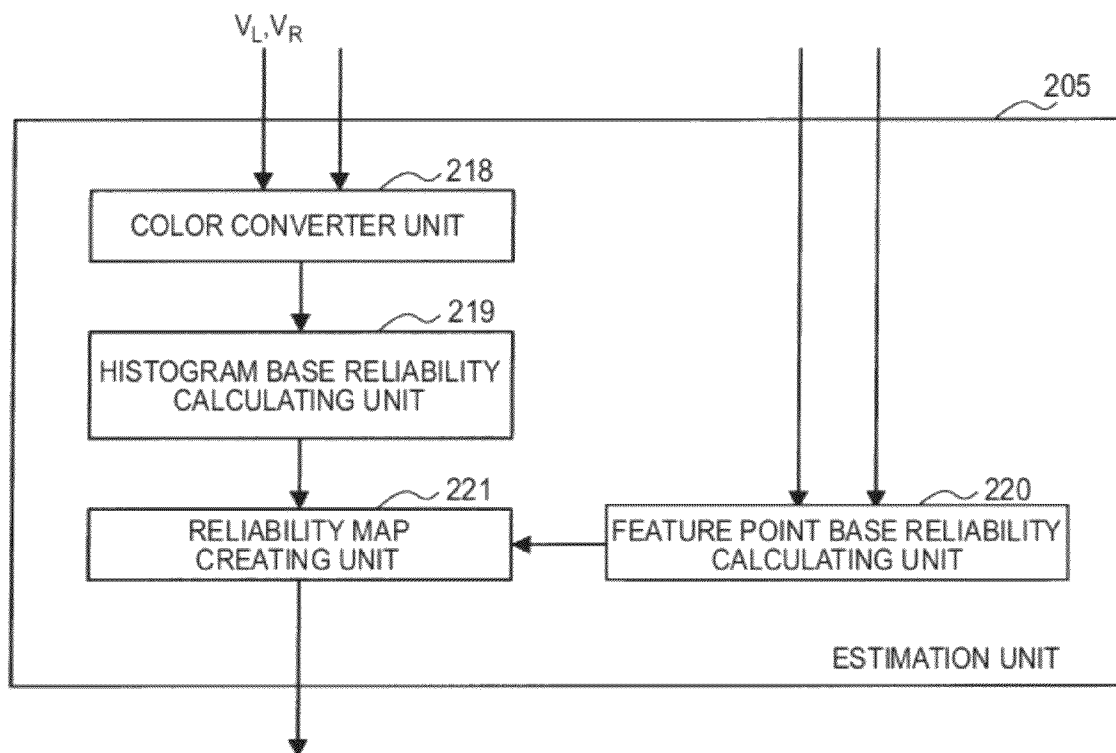 V_L, V_R
205
218
COLOR CONVERTER UNIT
219
HISTOGRAM BASE RELIABILITY
CALCULATING UNIT
221
RELIABILITY MAP
CREATING UNIT
220
FEATURE POINT BASE RELIABILITY
CALCULATING UNIT
ESTIMATION UNIT